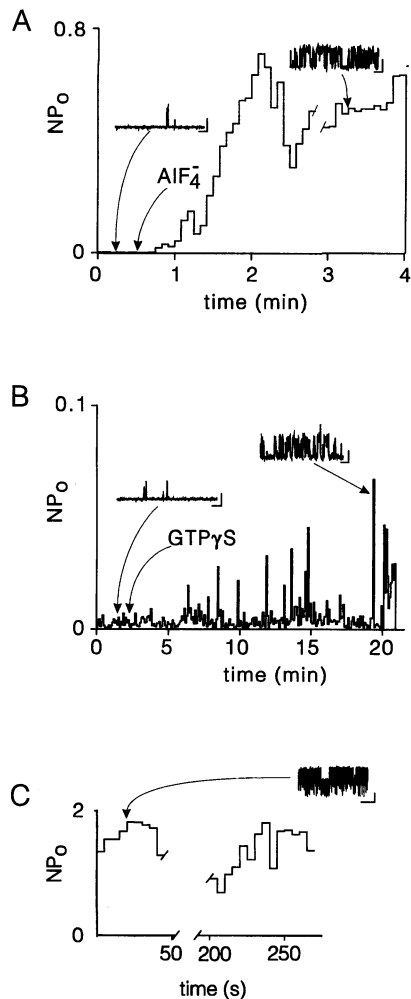 A
0.8
NPo
AlF4-
0
0 1 2 3 4
time (min)
B
0.1
NPo
GTPγS
0
0 5 10 15 20
time (min)
C
2
NPo
0
50 200 250
time (s)